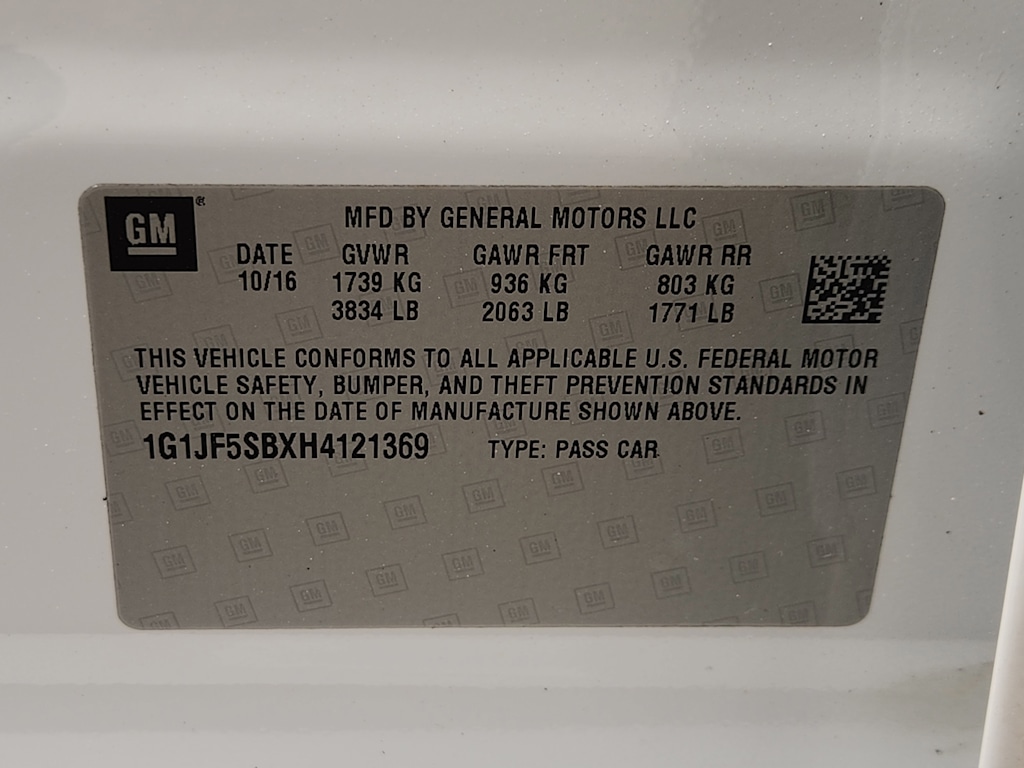 GM ®
MFD BY GENERAL MOTORS LLC
DATE GVWR GAWR FRT GAWR RR
10/16 1739 KG 936 KG 803 KG
3834 LB 2063 LB 1771 LB
THIS VEHICLE CONFORMS TO ALL APPLICABLE U.S. FEDERAL MOTOR
VEHICLE SAFETY, BUMPER, AND THEFT PREVENTION STANDARDS IN
EFFECT ON THE DATE OF MANUFACTURE SHOWN ABOVE.
1G1JF5SBXH4121369 TYPE: PASS CAR